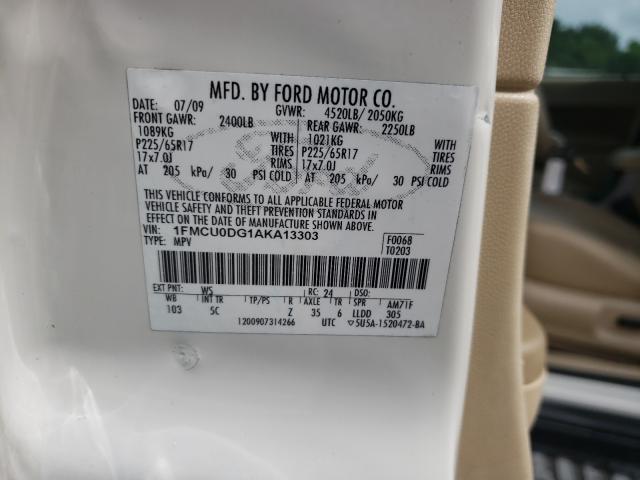 MFD. BY FORD MOTOR CO.
DATE: 07/09 GVWR: 4520LB/ 2050KG
FRONT GAWR: 2400LB REAR GAWR: 2250LB
1089KG WITH 1021KG WITH
P225/65R17 TIRES P225/65R17 TIRES
17x7.0J RIMS 17x7.0J RIMS
AT 205 kPa/ 30 PSI COLD AT 205 kPa/ 30 PSI COLD
THIS VEHICLE CONFORMS TO ALL APPLICABLE FEDERAL MOTOR
VEHICLE SAFETY AND THEFT PREVENTION STANDARDS IN
EFFECT ON THE DATE OF MANUFACTURE SHOWN ABOVE.
VIN: 1FMCU0DG1AKA13303 F0068
TYPE: MPV T0203
EXT PNT: WS RC: 24 DSO:
WB INT TR TP/PS R AXLE TR SPR AM71F
103 5C Z 35 6 LLDD 305
1200907314266 UTC ▽5U5A-1520472-BA
Ford